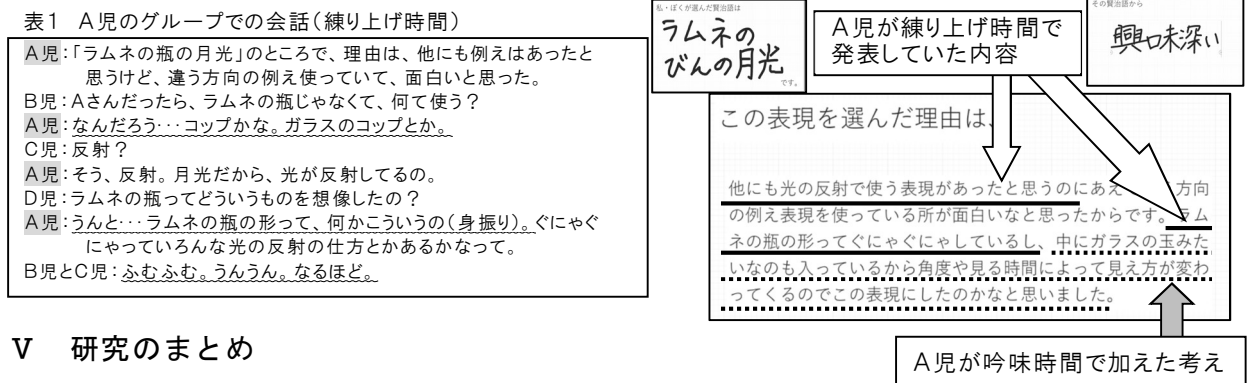 表1　A児のグループでの会話(練り上げ時間)
A児:「ラムネの瓶の月光」のところで、理由は、他にも例えはあったと
思うけど、違う方向の例え使っていて、面白いと思った。
B児:Aさんだったら、ラムネの瓶じゃなくて、何て使う?
A児:なんだろう・・・コップかな。ガラスのコップとか。
C児:反射?
A児:そう、反射。月光だから、光が反射してるの。
D児:ラムネの瓶ってどういうものを想像したの?
A児:うんと・・・ラムネの瓶の形って、何かこういうの(身振り)。ぐにゃぐ
にゃっていろんな光の反射の仕方とかあるかなって。
B児とC児:ふむふむ。うんうん。なるほど。
私・ぼくが選んだ賢治語は
ラムネの
びんの月光
です。
A児が練り上げ時間で
発表していた内容
その賢治語から
興味深い
この表現を選んだ理由は、
他にも光の反射で使う表現があったと思うのにあえ 方向
の例え表現を使っている所が面白いなと思ったからです。ラム
ネの瓶の形ってぐにゃぐにゃしているし、中にガラスの玉みた
いなのも入っているから角度や見る時間によって見え方が変わ
ってくるのでこの表現にしたのかなと思いました。
A児が吟味時間で加えた考え
Ⅴ　研究のまとめ